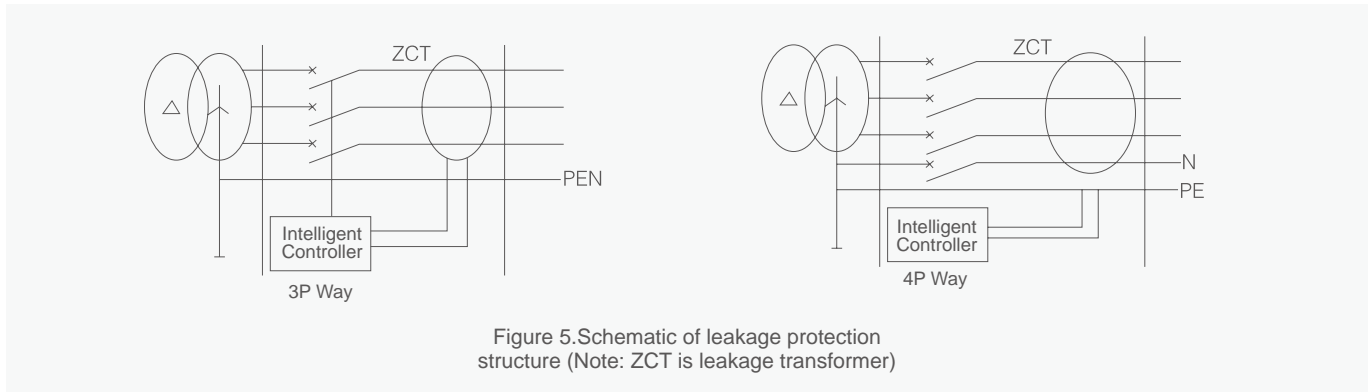 ZCT
PEN
Intelligent
Controller
3P Way
ZCT
N
PE
Intelligent
Controller
4P Way
Figure 5.Schematic of leakage protection
structure (Note: ZCT is leakage transformer)